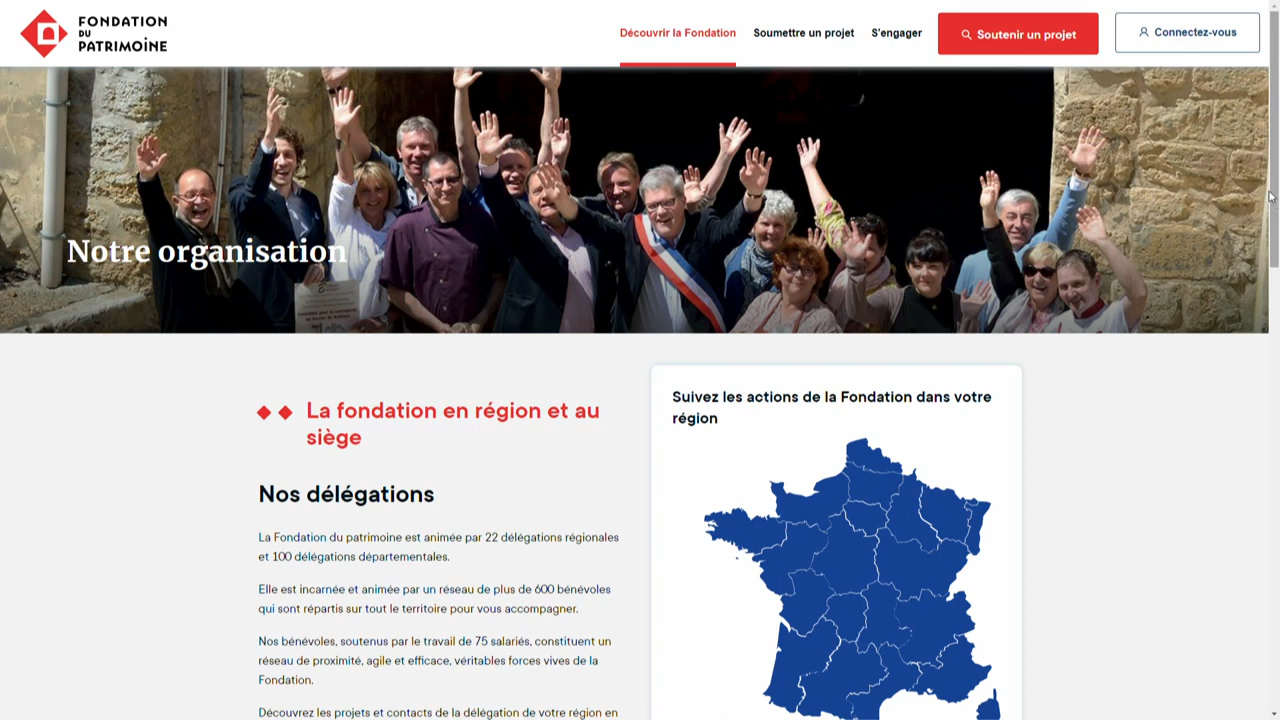 FONDATION
DU
PATRIMOINE
Découvrir la Fondation
Soumettre un projet
S'engager
Soutenir un projet
Connectez-vous
Notre organisation
La fondation en région et au
siège
Nos délégations
La Fondation du patrimoine est animée par 22 délégations régionales
et 100 délégations départementales.
Elle est incarnée et animée par un réseau de plus de 600 bénévoles
qui sont répartis sur tout le territoire pour vous accompagner.
Nos bénévoles, soutenus par le travail de 75 salariés, constituent un
réseau de proximité, agile et efficace, véritables forces vives de la
Fondation.
Découvrez les projets et contacts de la délégation de votre région en
Suivez les actions de la Fondation dans votre
région